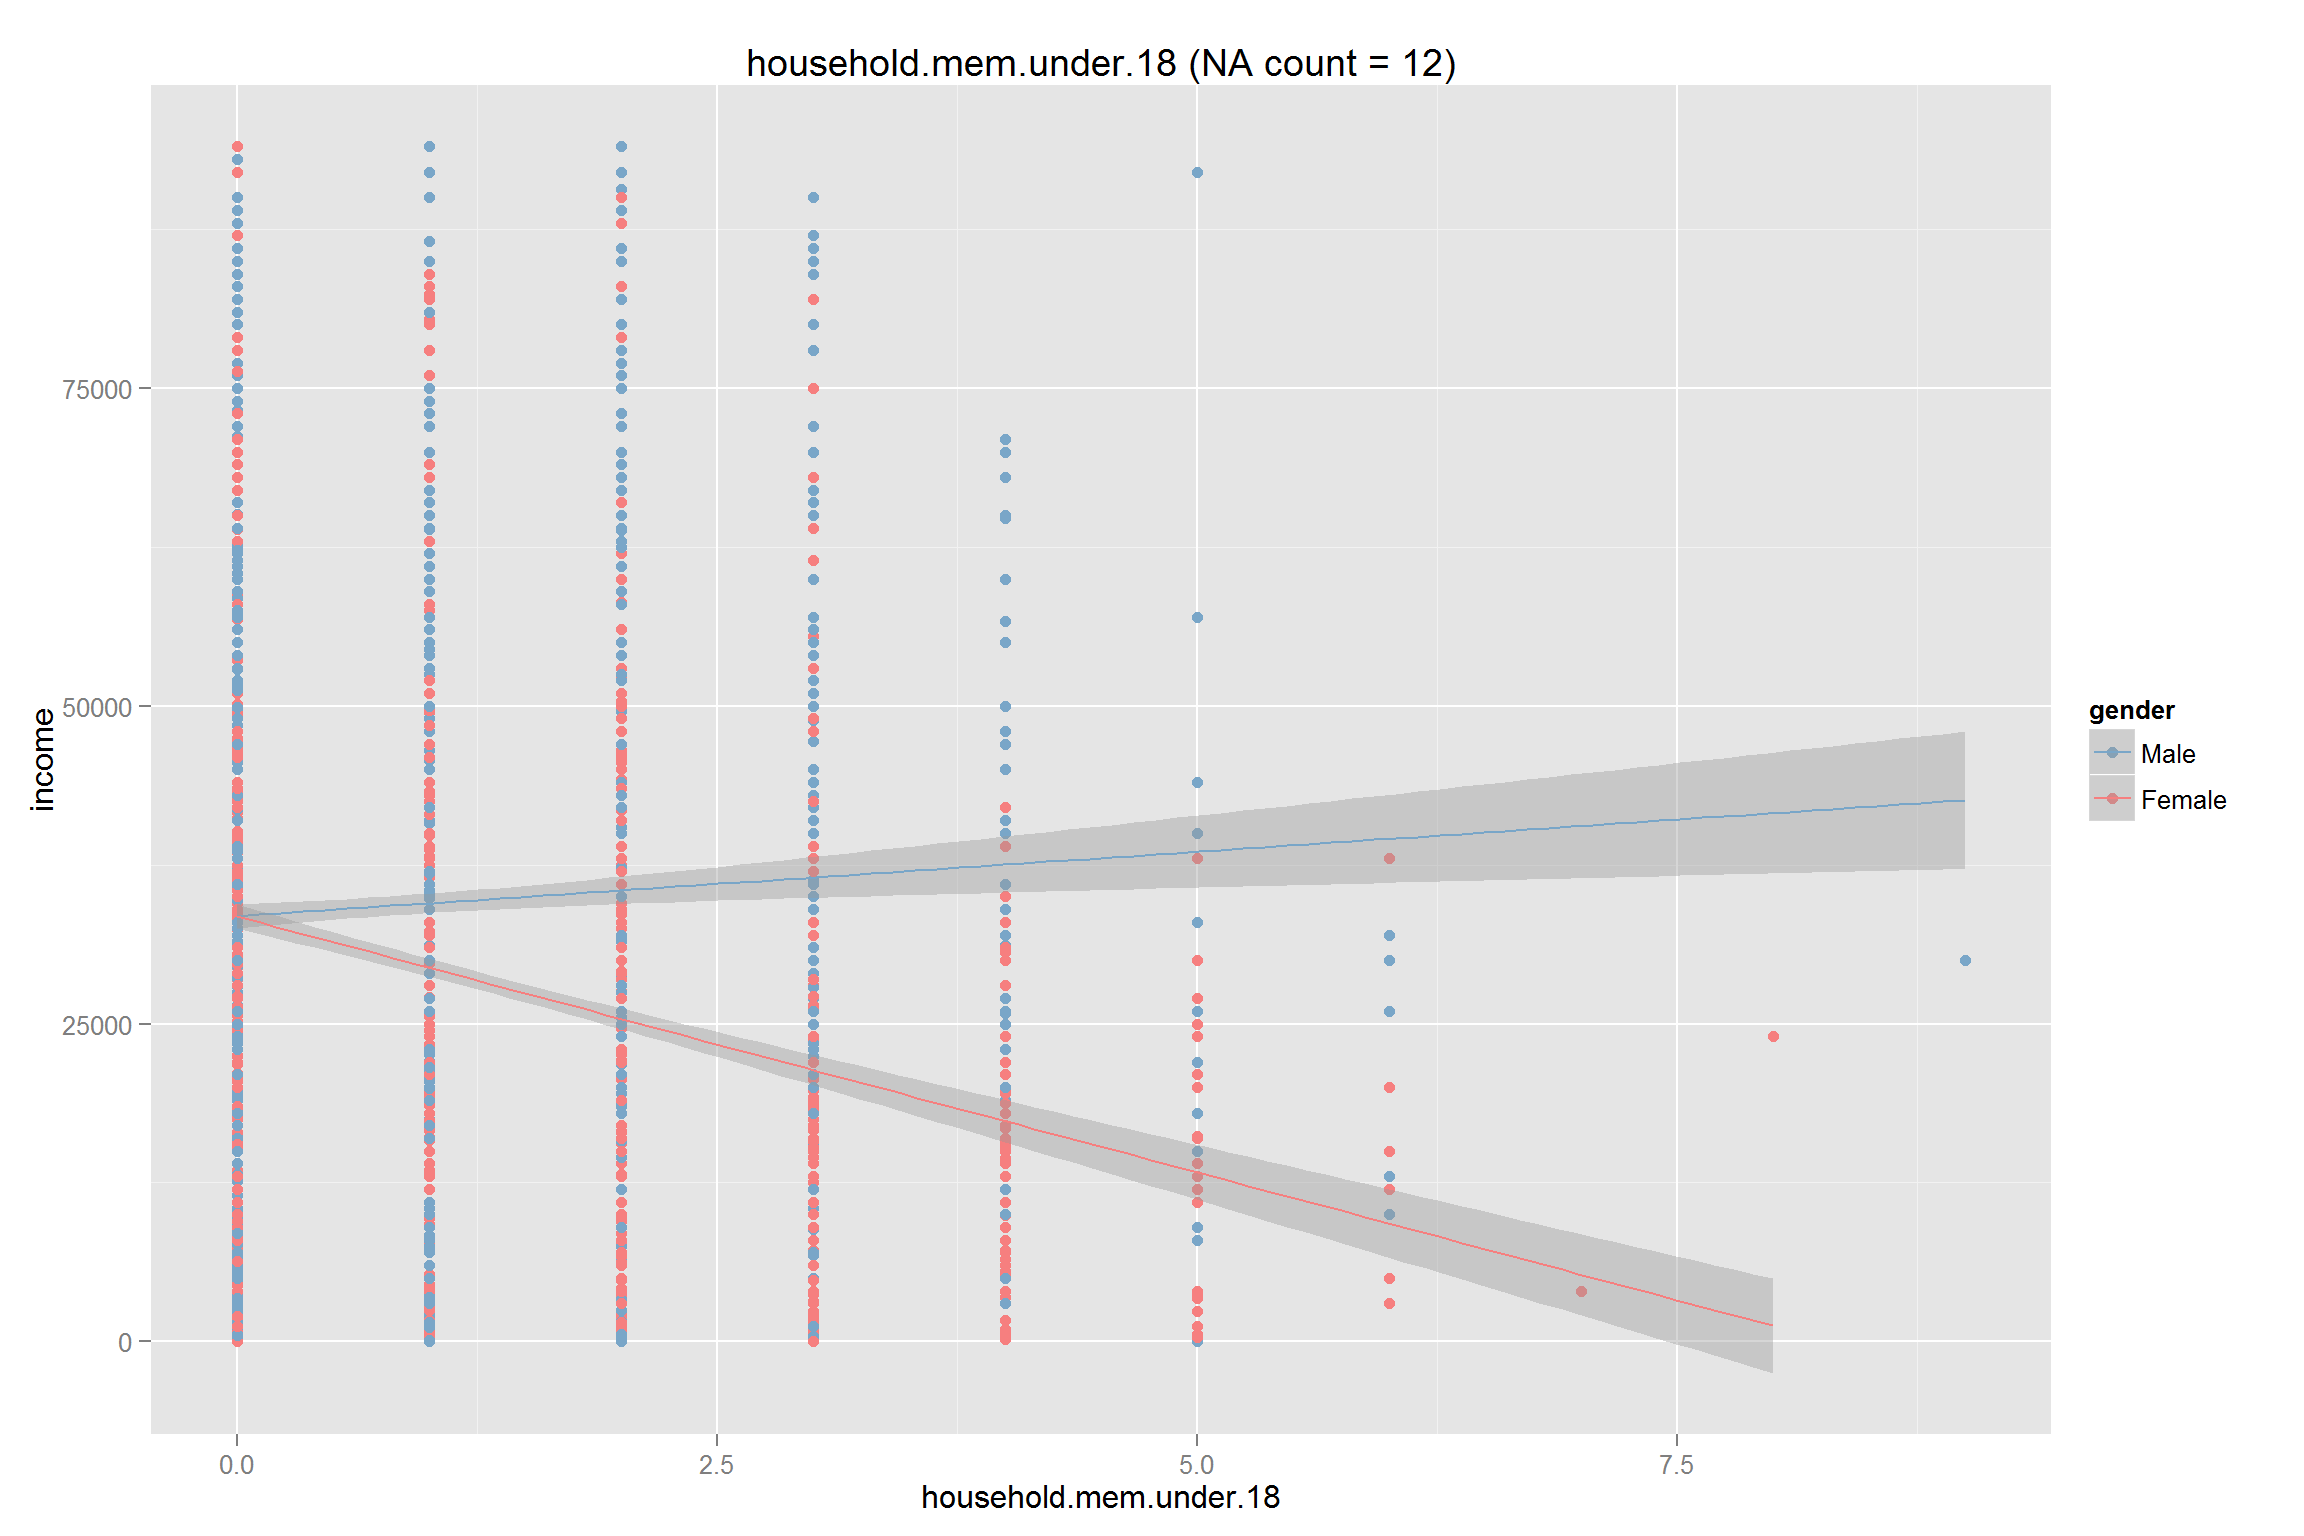 household.mem.under.18 (NA count = 12)
75000
50000
25000
0
income
0.0 2.5 5.0 7.5
household.mem.under.18
gender
Male
Female